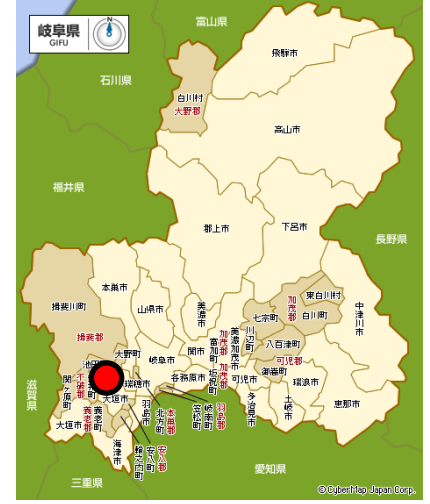 岐阜県
GIFU
富山県
石川県
福井県
長野県
滋賀県
三重県
愛知県
飛騨市
白川村
大野郡
高山市
郡上市
下呂市
本巣市
山県市
美濃市
揖斐川町
揖斐郡
加茂郡
東白川村
七宗町
白川町
中津川市
川辺町
八百津町
可児郡
御嵩町
美濃加茂市
加茂郡
富加町
坂祝町
関市
岐阜市
各務原市
可児市
瑞浪市
恵那市
土岐市
多治見市
大野町
池田
瑞穂市
不破郡
関ヶ原町
大垣市
大垣市
養老町
養老郡
海津市
羽島市
北方町
本巣郡
笠松町
岐南町
羽島郡
輪之内町
安八町
安八郡
© CyberMap Japan Corp.